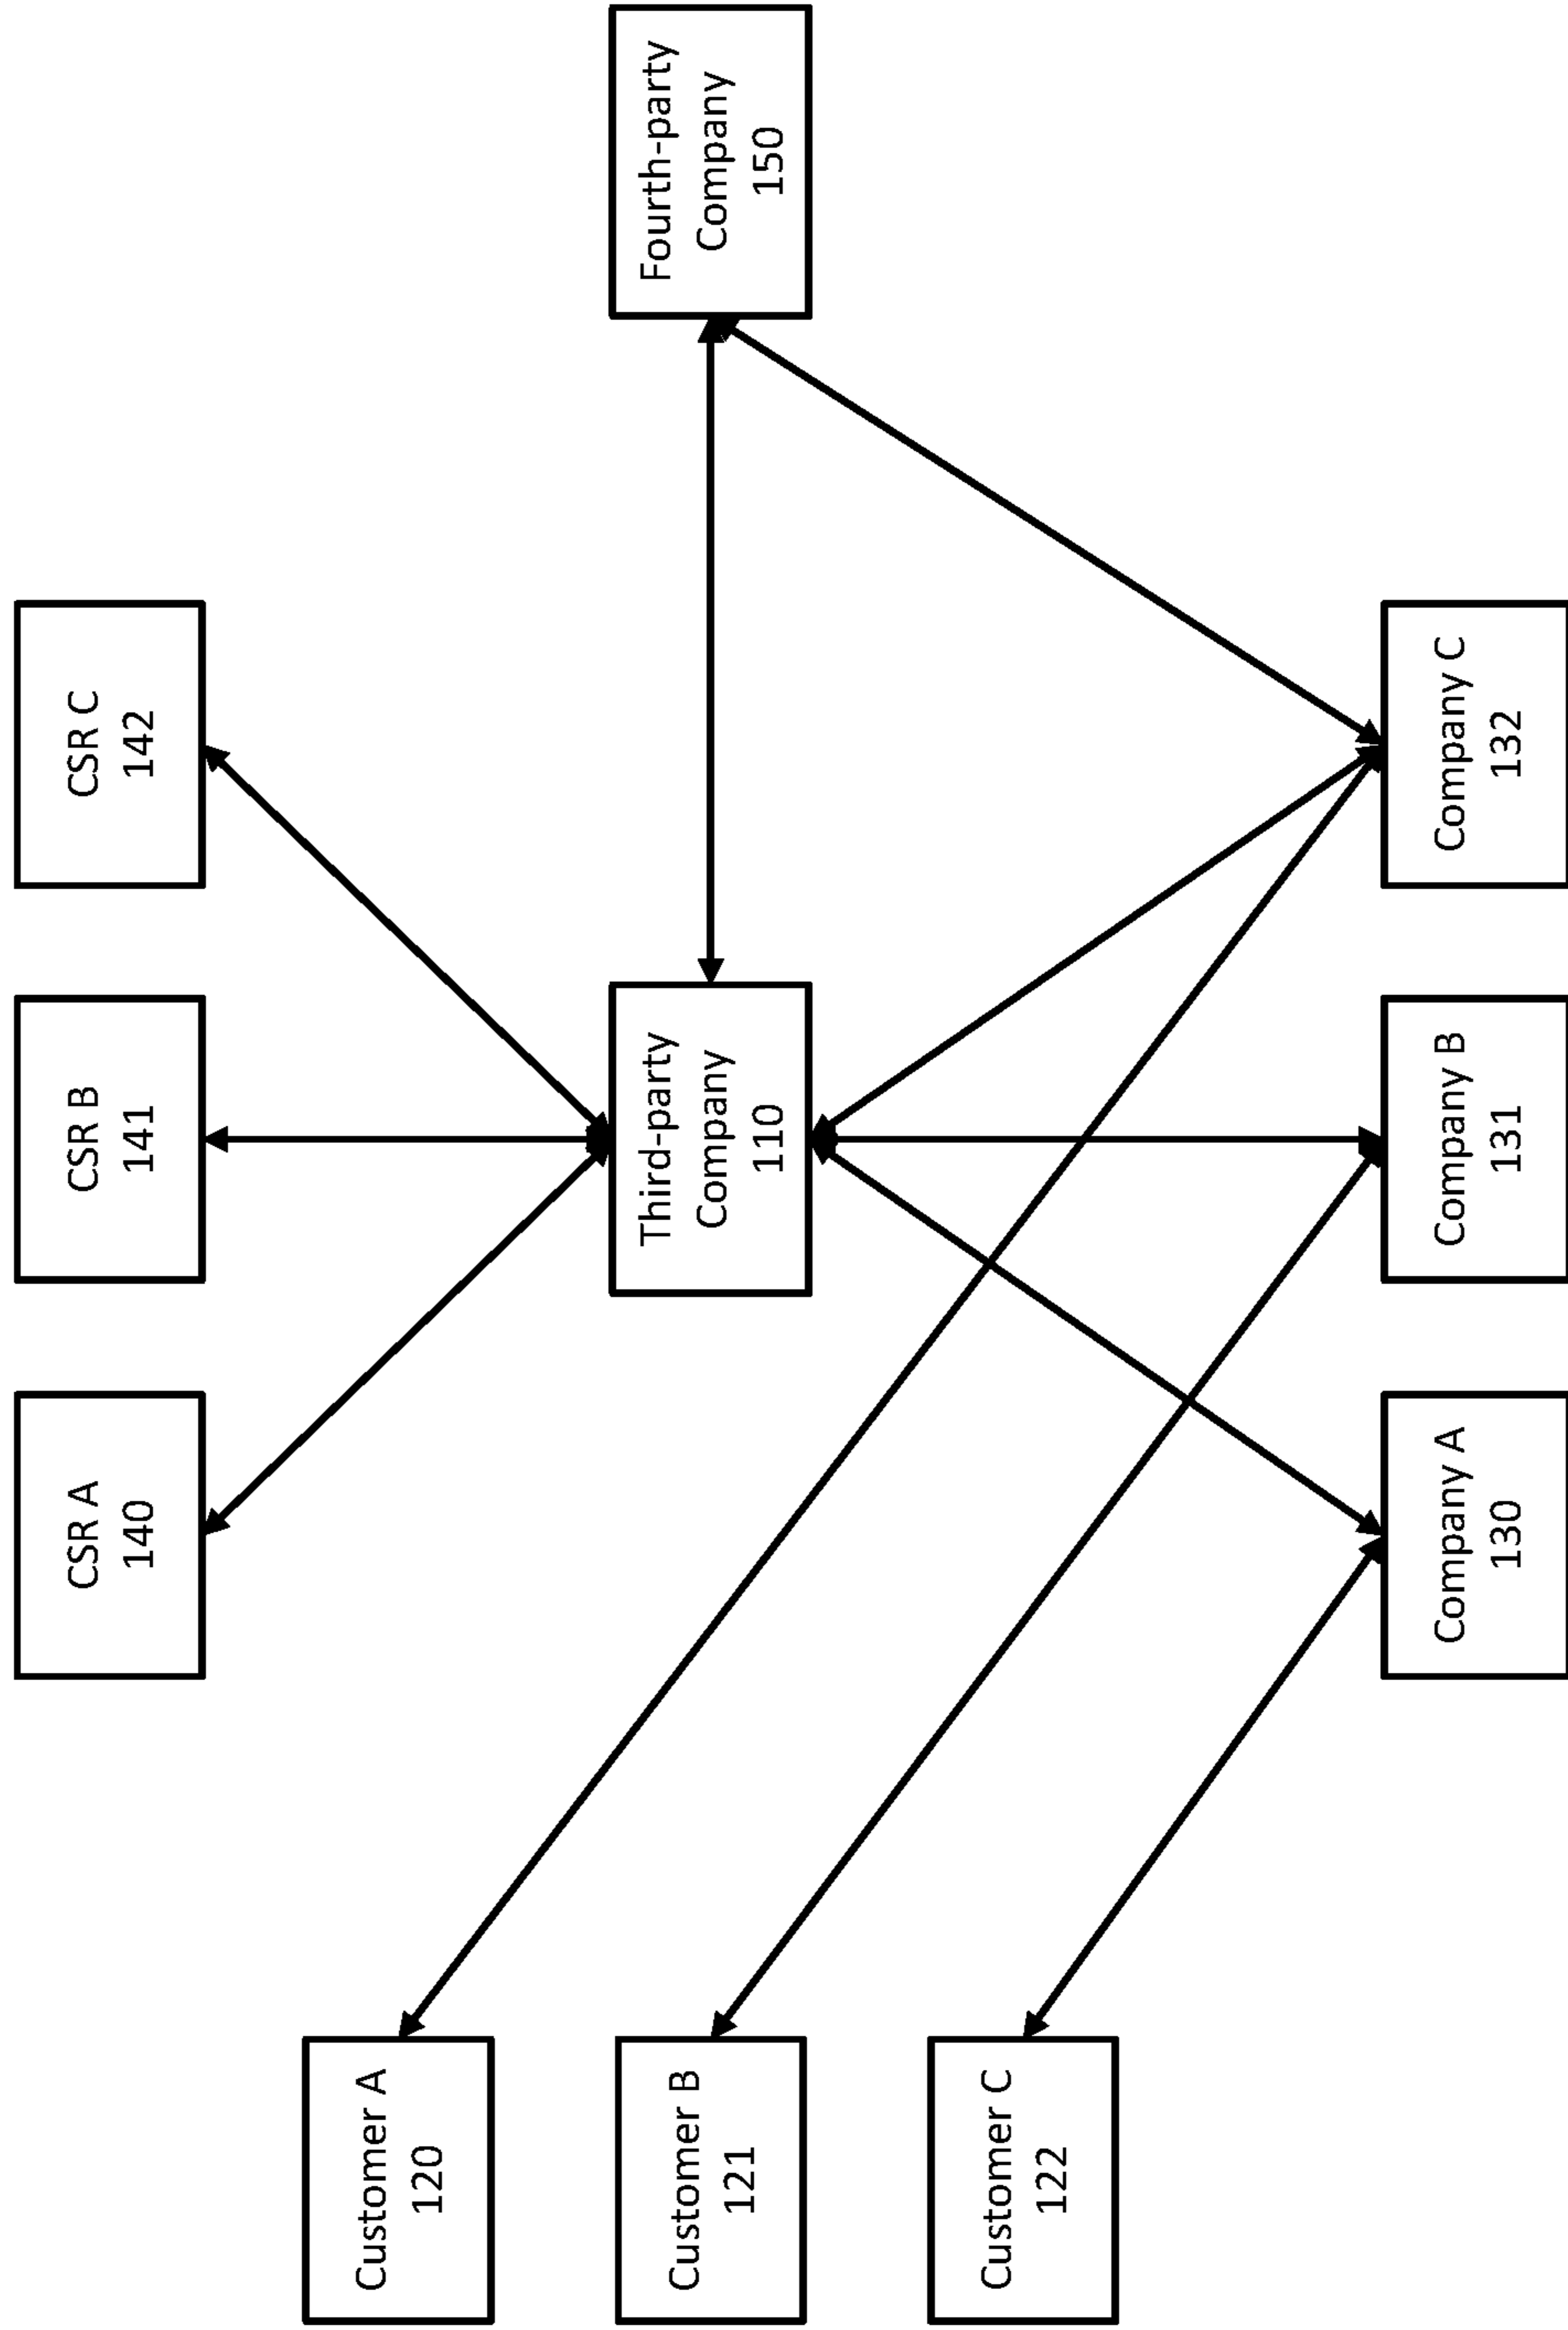 CSR A
140
CSR B
141
CSR C
142
Customer A
120
Customer B
121
Customer C
122
Third-party
Company
110
Fourth-party
Company
150
Company A
130
Company B
131
Company C
132